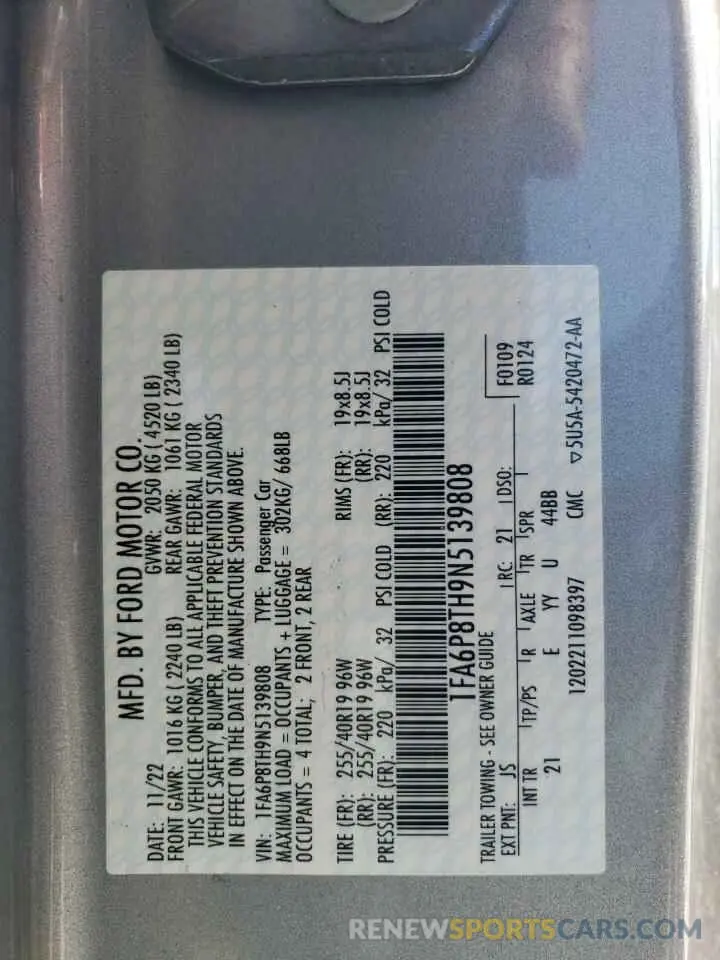 MFD. BY FORD MOTOR CO.
DATE: 11/22 GVWR: 2050 KG ( 4520 LB)
FRONT GAWR: 1016 KG ( 2240 LB) REAR GAWR: 1061 KG ( 2340 LB)
THIS VEHICLE CONFORMS TO ALL APPLICABLE FEDERAL MOTOR
VEHICLE SAFETY, BUMPER, AND THEFT PREVENTION STANDARDS
IN EFFECT ON THE DATE OF MANUFACTURE SHOWN ABOVE.
VIN: 1FA6P8TH9N5139808 TYPE: Passenger Car
MAXIMUM LOAD = OCCUPANTS + LUGGAGE = 302KG/ 668LB
OCCUPANTS = 4 TOTAL; 2 FRONT, 2 REAR
TIRE (FR): 255/40R19 96W RIMS (FR): 19x8.5J
(RR): 255/40R19 96W (RR): 19x8.5J
PRESSURE (FR): 220 kPa/ 32 PSI COLD (RR): 220 kPa/ 32 PSI COLD
1FA6P8TH9N5139808
TRAILER TOWING - SEE OWNER GUIDE F0109
EXT PNT: JS RC: 21 DSO: R0124
INT TR TP/PS R AXLE TR SPR
21 E YY U 44BB
1202211098397 CMC ▽5U5A-5420472-AA
RENEWSPORTSCARS.COM